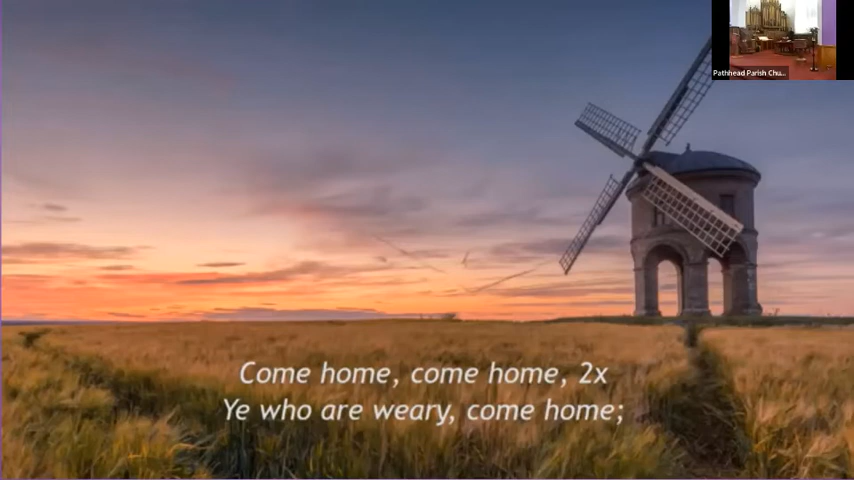 Pathhead Parish Chu...
Come home, come home, 2x
Ye who are weary, come home;